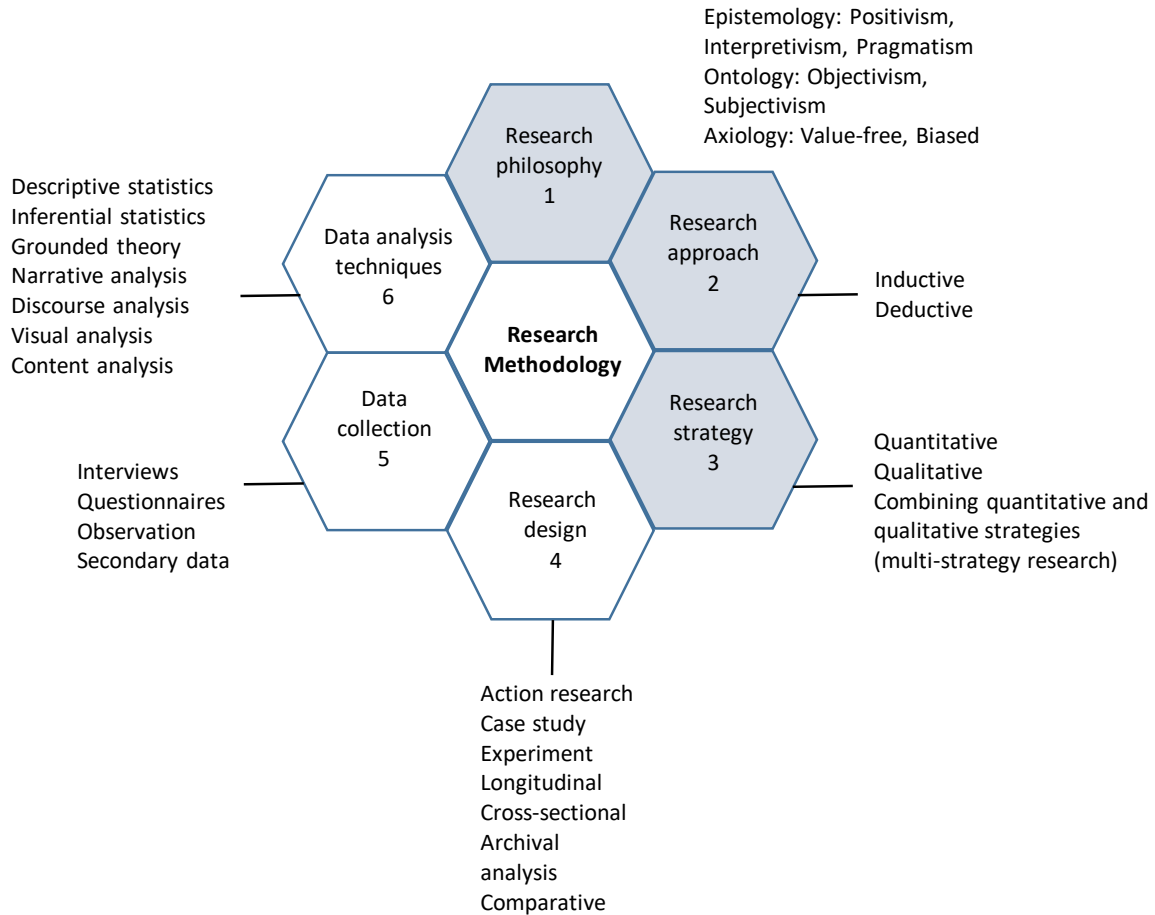 Epistemology: Positivism,
Interpretivism, Pragmatism
Ontology: Objectivism,
Subjectivism
Axiology: Value-free, Biased
Research
philosophy
1
Research
approach
2
Inductive
Deductive
Research
strategy
3
Quantitative
Qualitative
Combining quantitative and
qualitative strategies
(multi-strategy research)
Research
design
4
Action research
Case study
Experiment
Longitudinal
Cross-sectional
Archival
analysis
Comparative
Data
collection
5
Interviews
Questionnaires
Observation
Secondary data
Data analysis
techniques
6
Descriptive statistics
Inferential statistics
Grounded theory
Narrative analysis
Discourse analysis
Visual analysis
Content analysis
Research
Methodology